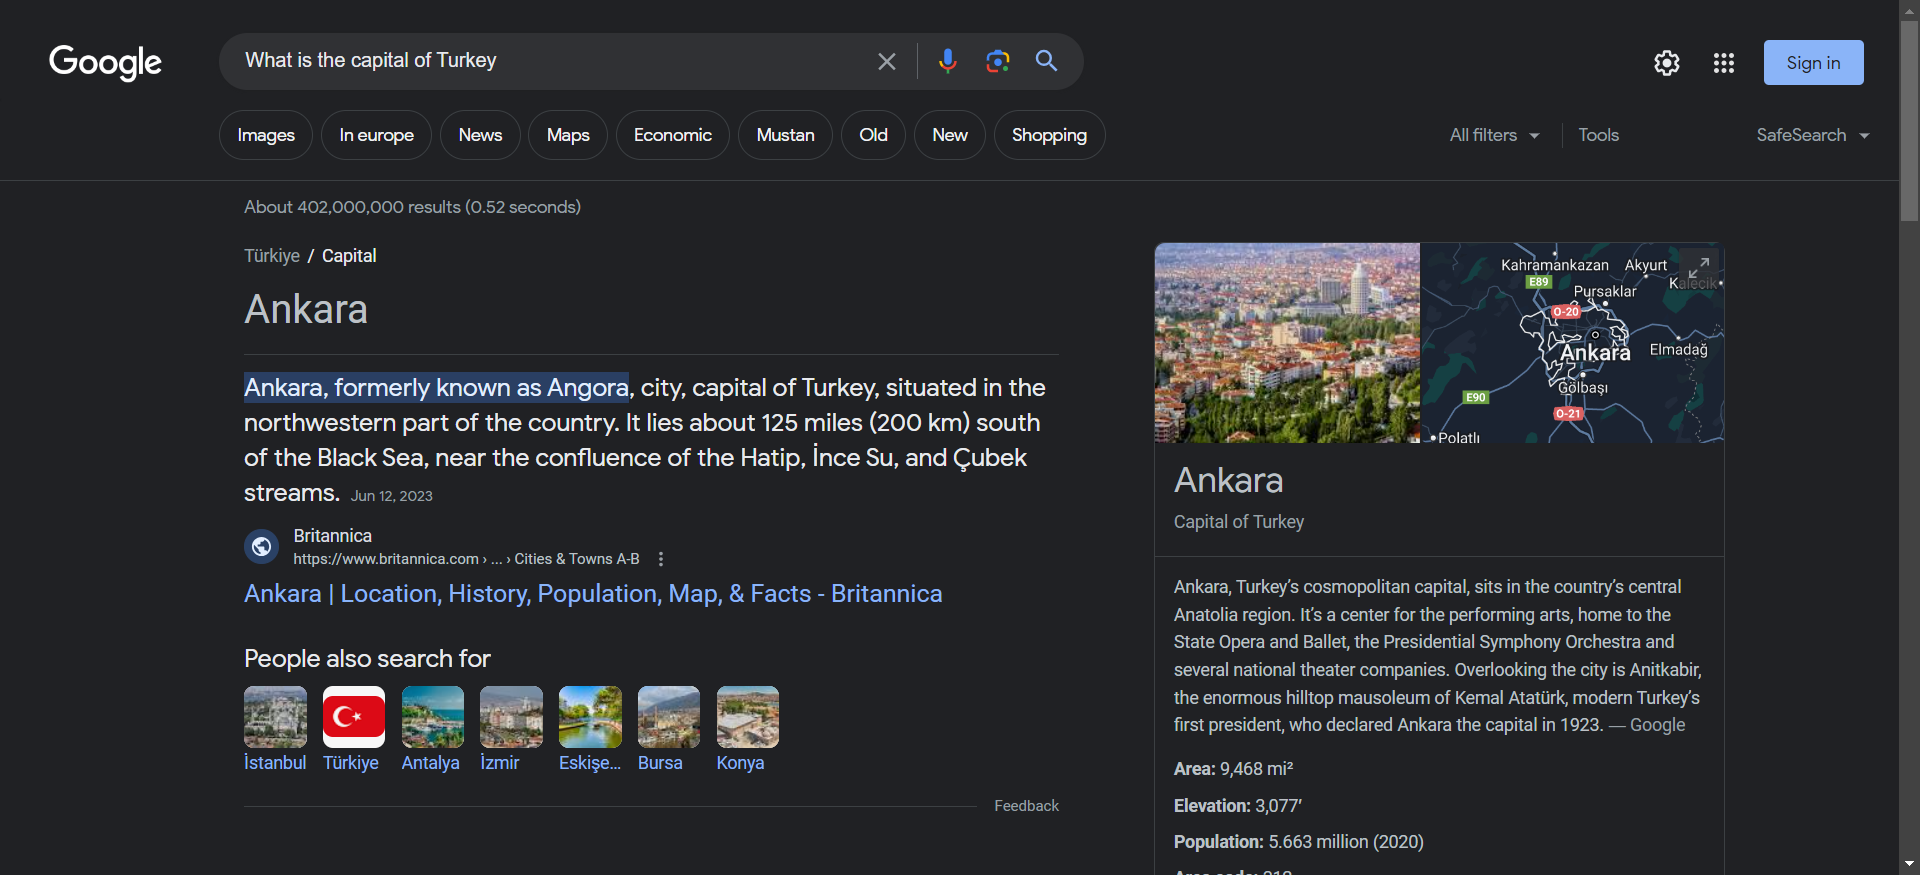 Google
What is the capital of Turkey
Sign in
Images
In europe
News
Maps
Economic
Mustan
Old
New
Shopping
All filters
Tools
SafeSearch
About 402,000,000 results (0.52 seconds)
Türkiye / Capital
Ankara
Ankara, formerly known as Angora, city, capital of Turkey, situated in the
northwestern part of the country. It lies about 125 miles (200 km) south
of the Black Sea, near the confluence of the Hatip, İnce Su, and Çubek
streams. Jun 12, 2023
Britannica
https://www.britannica.com › ... › Cities & Towns A-B
Ankara | Location, History, Population, Map, & Facts - Britannica
People also search for
İstanbul
Türkiye
Antalya
İzmir
Eskişe...
Bursa
Konya
Feedback
Kahramankazan
Akyurt
E89
Kalecik
Pursaklar
O-20
Ankara
Elmadağ
Gölbaşı
E90
O-21
Polatlı
Ankara
Capital of Turkey
Ankara, Turkey's cosmopolitan capital, sits in the country's central
Anatolia region. It's a center for the performing arts, home to the
State Opera and Ballet, the Presidential Symphony Orchestra and
several national theater companies. Overlooking the city is Anitkabir,
the enormous hilltop mausoleum of Kemal Atatürk, modern Turkey's
first president, who declared Ankara the capital in 1923. — Google
Area: 9,468 mi²
Elevation: 3,077′
Population: 5.663 million (2020)